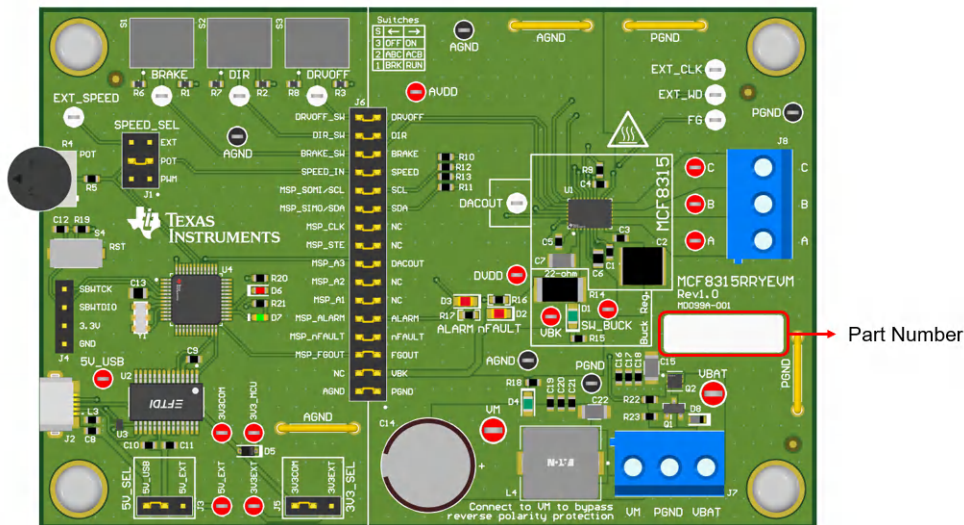 S1
S2
S3
Switches
S ← →
3 OFF ON
2 ABC ACB
1 BRK RUN
AGND
AGND
PGND
BRAKE
DIR
DRVOFF
R6
R1
R7
R2
R8
R3
EXT_SPEED
AVDD
EXT_CLK
EXT_WD
FG
PGND
SPEED_SEL
EXT
POT
PWM
J1
R4
POT
R5
AGND
J6
DRVOFF_SW DRVOFF
DIR_SW DIR
BRAKE_SW BRAKE
SPEED_IN SPEED
MSP_SOMI/SCL SCL
MSP_SIMO/SDA SDA
MSP_CLK NC
MSP_STE NC
MSP_A3 DACOUT
MSP_A2 NC
MSP_A1 NC
MSP_ALARM ALARM
MSP_nFAULT nFAULT
MSP_FGOUT FGOUT
NC VBK
AGND PGND
R10
R12
R13
R11
DACOUT
U1
R9
C4
MCF8315
C3
C2
C5
C7
C6
C1
J8
C C
B B
A A
C12 R19
S4
RST
TEXAS
INSTRUMENTS
U4
R20
D6
R21
D7
C13
Y1
SBWTCK
SBWTDIO
3.3V
GND
J4
5V_USB
DVDD
22-ohm
R14
D3
R16
R17
D2
ALARM nFAULT
VBK
D1
SW_BUCK
R15
Buck Reg.
MCF8315RRYEVM
Rev1.0
MD099A-001
Part Number
C9
U2
FTDI
J2
L3
C8
U3
C10
C11
3V3COM
3V3_MCU
AGND
D5
5V_SEL
5V_USB
5V_EXT
J3
5V_EXT
3V3EXT
J5
3V3COM
3V3EXT
3V3_SEL
AGND
PGND
R18
D4
C19
C20
C21
C22
C16
C17
C18
C15
Q2
VBAT
R22
R23
Q1
D8
PGND
C14
VM
L4
Connect to VM to bypass
reverse polarity protection
VM PGND VBAT
J7